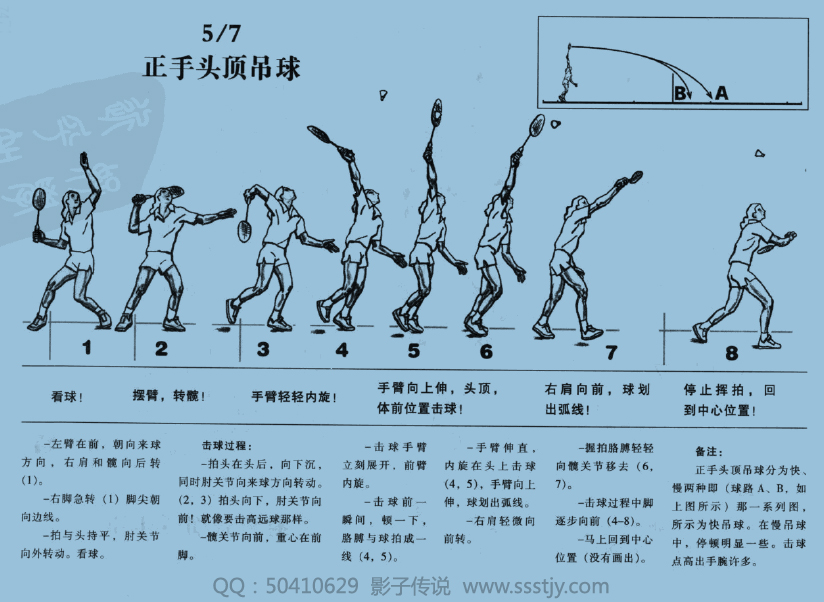 5/7
正手头顶吊球
B A
1
2
3
4
5
6
7
8
看球!
摆臂,转髋!
手臂轻轻内旋!
手臂向上伸,头顶,
体前位置击球!
右肩向前,球划
出弧线!
停止挥拍,回
到中心位置!
–左臂在前,朝向来球
方向,右肩和髋向后转
(1)。
–右脚急转(1)脚尖朝
向边线。
–拍与头持平,肘关节
向外转动。看球。
击球过程:
–拍头在头后,向下沉,
同时肘关节向来球方向转动。
(2,3)拍头向下,肘关节向
前!就像要击高远球那样。
–髋关节向前,重心在前
脚。
–击球手臂
立刻展开,前臂
内旋。
–击球前一
瞬间,顿一下,
胳膊与球拍成一
线(4,5)。
–手臂伸直,
内旋在头上击球
(4,5),手臂向上
伸,球划出弧线。
–右肩轻微向
前转。
–握拍胳膊轻轻
向髋关节移去(6,
7)。
–击球过程中脚
逐步向前(4–8)。
–马上回到中心
位置(没有画出)。
备注:
正手头顶吊球分为快、
慢两种即(球路A、B,如
上图所示)那一系列图,
所示为快吊球。在慢吊球
中,停顿明显一些。击球
点高出手腕许多。
QQ:50410629 影子传说 www.ssstjy.com